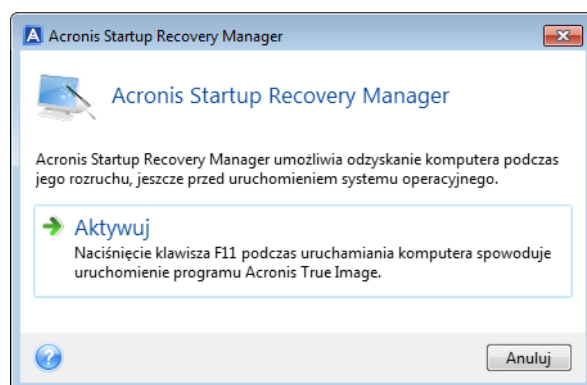 Acronis Startup Recovery Manager
Acronis Startup Recovery Manager
Acronis Startup Recovery Manager umożliwia odzyskanie komputera podczas
jego rozruchu, jeszcze przed uruchomieniem systemu operacyjnego.
Aktywuj
Naciśnięcie klawisza F11 podczas uruchamiania komputera spowoduje
uruchomienie programu Acronis True Image.
Anuluj